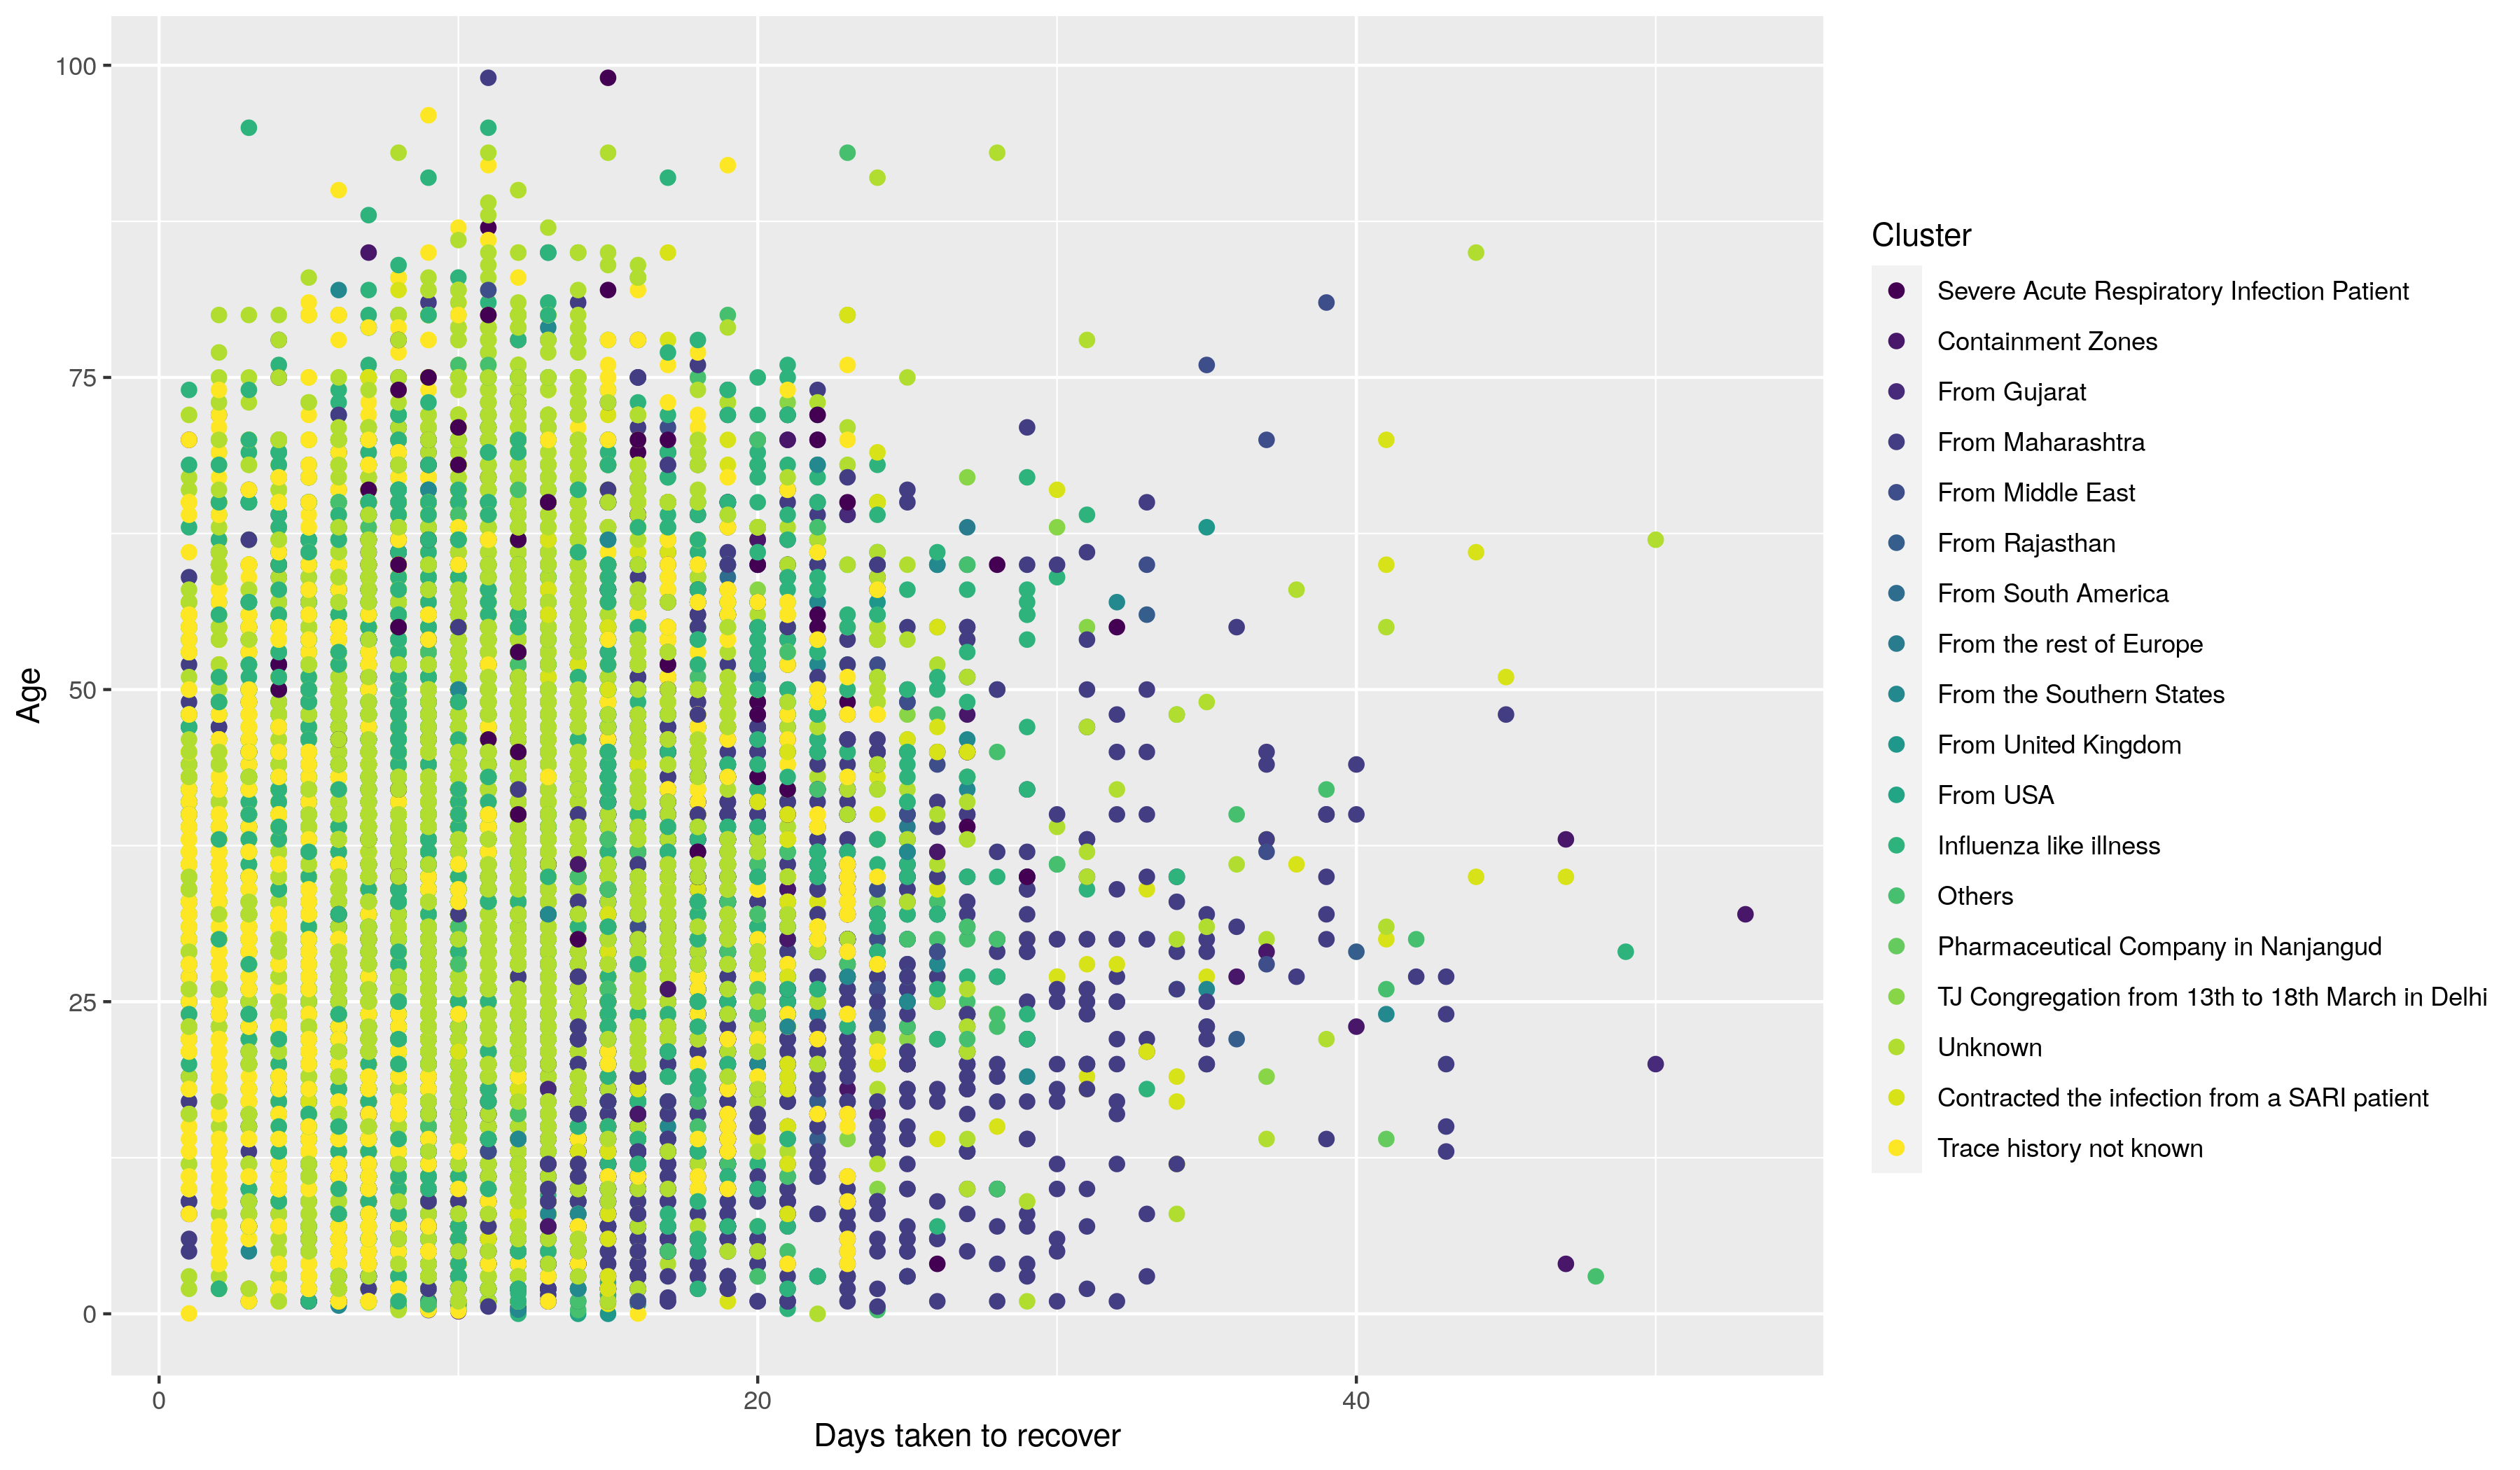 100
75
50
25
0
Age
0 20 40
Days taken to recover
Cluster
Severe Acute Respiratory Infection Patient
Containment Zones
From Gujarat
From Maharashtra
From Middle East
From Rajasthan
From South America
From the rest of Europe
From the Southern States
From United Kingdom
From USA
Influenza like illness
Others
Pharmaceutical Company in Nanjangud
TJ Congregation from 13th to 18th March in Delhi
Unknown
Contracted the infection from a SARI patient
Trace history not known